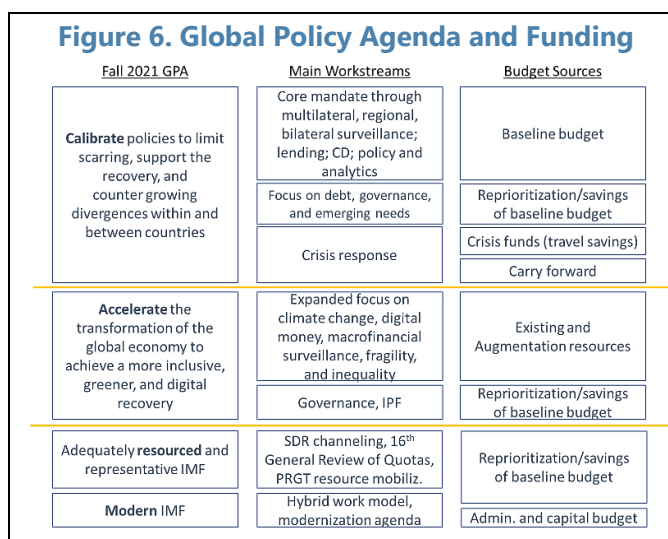 Figure 6. Global Policy Agenda and Funding
Fall 2021 GPA
Main Workstreams
Budget Sources
Calibrate policies to limit
scarring, support the
recovery, and
counter growing
divergences within and
between countries
Core mandate through
multilateral, regional,
bilateral surveillance;
lending; CD; policy and
analytics
Baseline budget
Focus on debt, governance,
and emerging needs
Reprioritization/savings
of baseline budget
Crisis response
Crisis funds (travel savings)
Carry forward
Accelerate the
transformation of the
global economy to
achieve a more inclusive,
greener, and digital
recovery
Expanded focus on
climate change, digital
money, macrofinancial
surveillance, fragility,
and inequality
Existing and
Augmentation resources
Governance, IPF
Reprioritization/savings
of baseline budget
Adequately resourced and
representative IMF
SDR channeling, 16th
General Review of Quotas,
PRGT resource mobiliz.
Reprioritization/savings
of baseline budget
Modern IMF
Hybrid work model,
modernization agenda
Admin. and capital budget